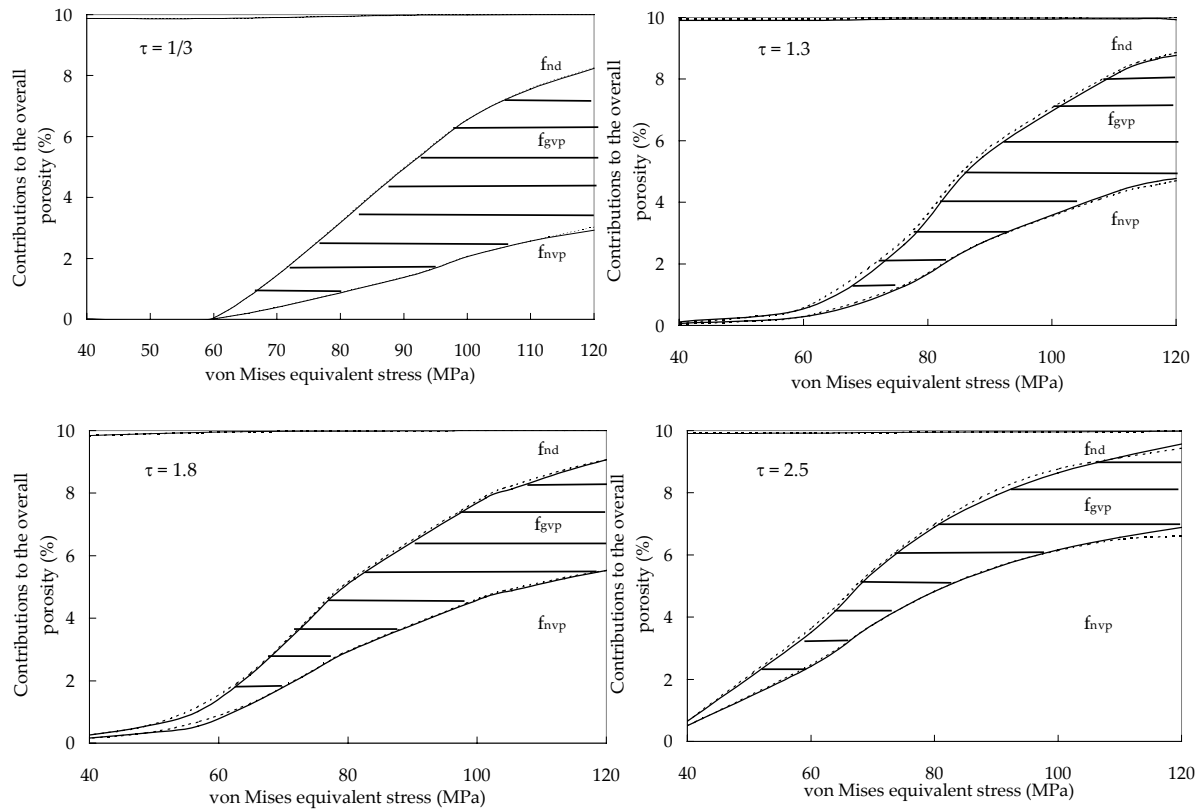 Contributions to the overall
porosity (%)
10
8
6
4
2
0
τ = 1/3
fnd
fgvp
fnvp
40 50 60 70 80 90 100 110 120
von Mises equivalent stress (MPa)
Contributions to the overall
porosity (%)
10
8
6
4
2
0
τ = 1.3
fnd
fgvp
fnvp
40 60 80 100 120
von Mises equivalent stress (MPa)
Contributions to the overall
porosity (%)
10
8
6
4
2
0
τ = 1.8
fnd
fgvp
fnvp
40 50 60 70 80 100 120
von Mises equivalent stress (MPa)
Contributions to the overall
porosity (%)
10
8
6
4
2
0
τ = 2.5
fnd
fgvp
fnvp
40 60 80 100 120
von Mises equivalent stress (MPa)